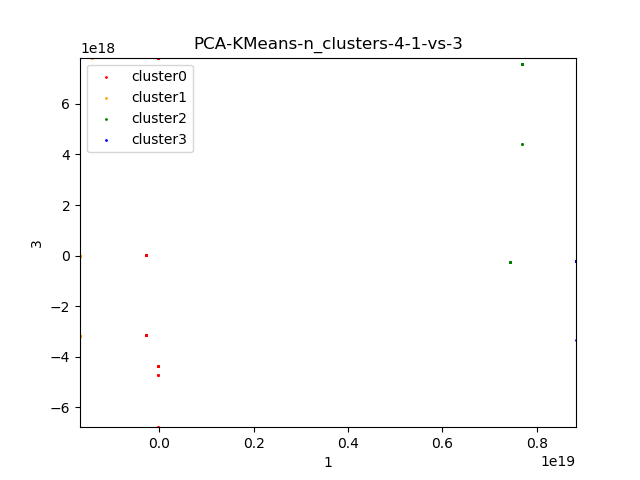 PCA-KMeans-n_clusters-4-1-vs-3
1e18
cluster0
cluster1
cluster2
cluster3
6
4
2
0
−2
−4
−6
3
0.0 0.2 0.4 0.6 0.8
1
1e19